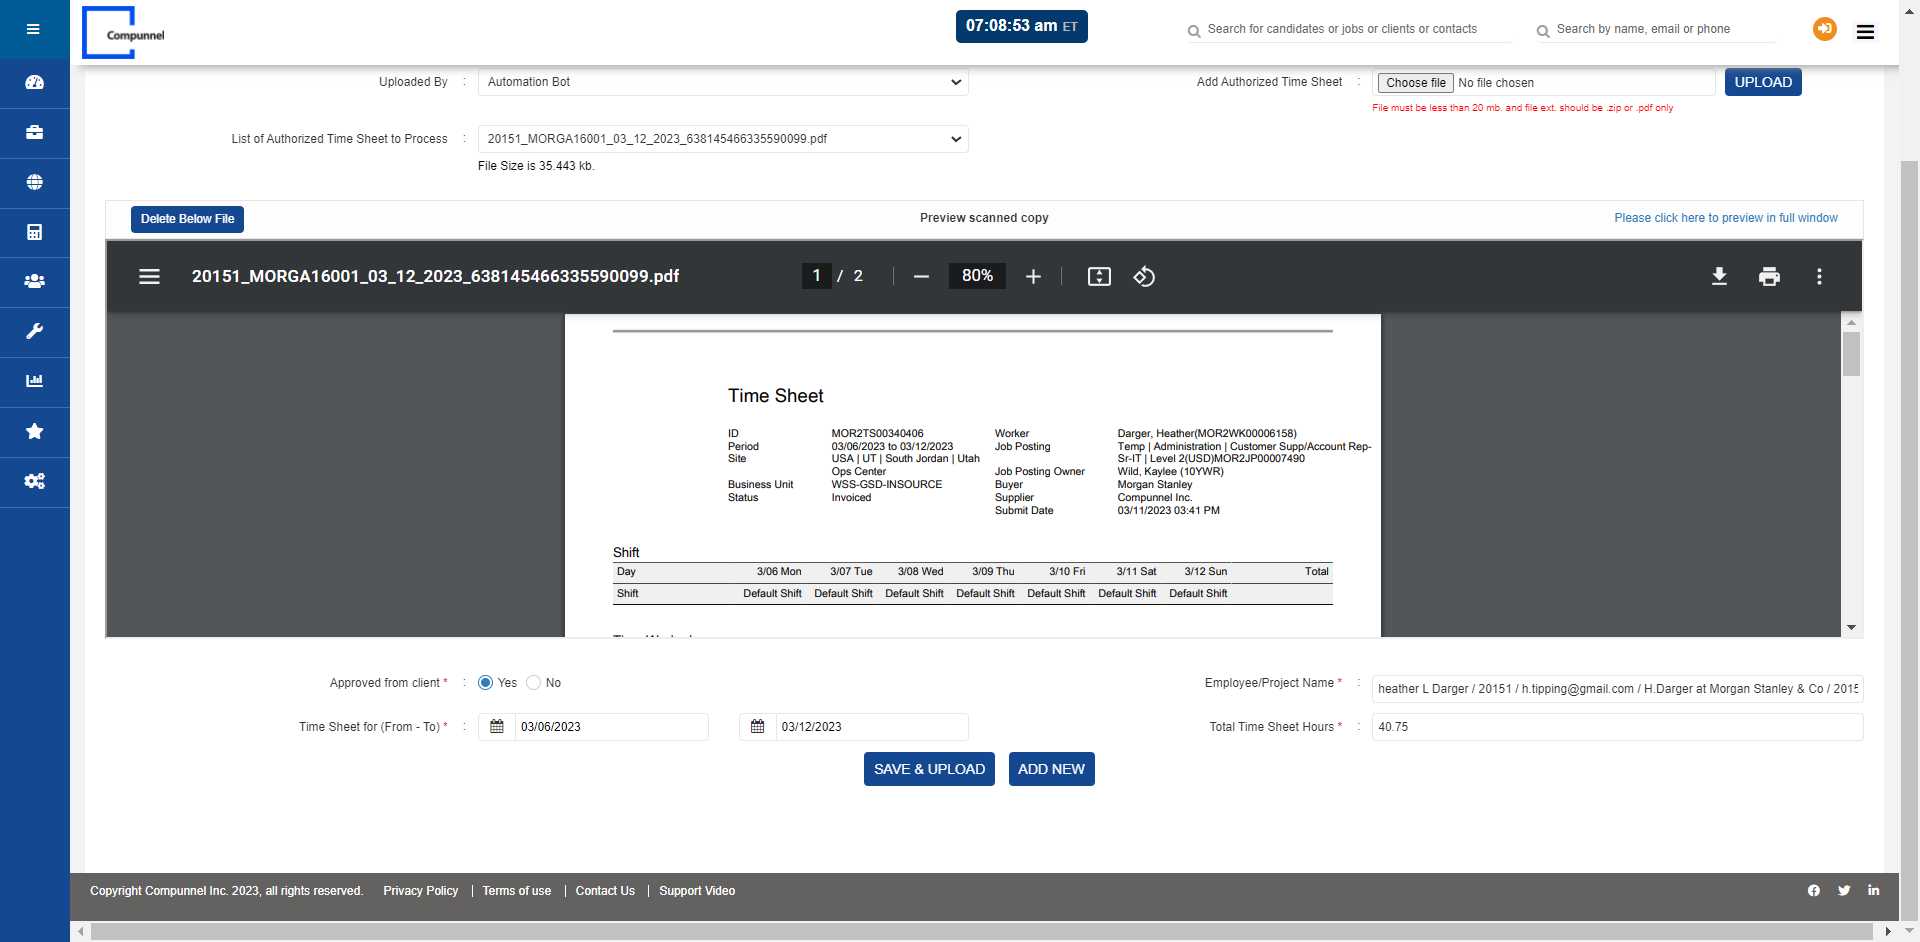 Compunnel
07:08:53 am ET
Search for candidates or jobs or clients or contacts
Search by name, email or phone
Uploaded By : Automation Bot
Add Authorized Time Sheet : Choose file No file chosen UPLOAD
File must be less than 20 mb. and file ext. should be .zip or .pdf only
List of Authorized Time Sheet to Process : 20151_MORGA16001_03_12_2023_638145466335590099.pdf
File Size is 35.443 kb.
Delete Below File
Preview scanned copy
Please click here to preview in full window
20151_MORGA16001_03_12_2023_638145466335590099.pdf
1 / 2
80%
Time Sheet
ID MOR2TS00340406 Worker Darger, Heather(MOR2WK00006158)
Period 03/06/2023 to 03/12/2023 Job Posting Temp | Administration | Customer Supp/Account Rep-
Site USA | UT | South Jordan | Utah Sr-IT | Level 2(USD)MOR2JP00007490
Ops Center Job Posting Owner Wild, Kaylee (10YWR)
Business Unit WSS-GSD-INSOURCE Buyer Morgan Stanley
Status Invoiced Supplier Compunnel Inc.
Submit Date 03/11/2023 03:41 PM
Shift
Day 3/06 Mon 3/07 Tue 3/08 Wed 3/09 Thu 3/10 Fri 3/11 Sat 3/12 Sun Total
Shift Default Shift Default Shift Default Shift Default Shift Default Shift Default Shift Default Shift
Approved from client * : Yes No
Employee/Project Name * : heather L Darger / 20151 / h.tipping@gmail.com / H.Darger at Morgan Stanley & Co / 2015
Time Sheet for (From - To) * : 03/06/2023 03/12/2023
Total Time Sheet Hours * : 40.75
SAVE & UPLOAD ADD NEW
Copyright Compunnel Inc. 2023, all rights reserved. Privacy Policy | Terms of use | Contact Us | Support Video